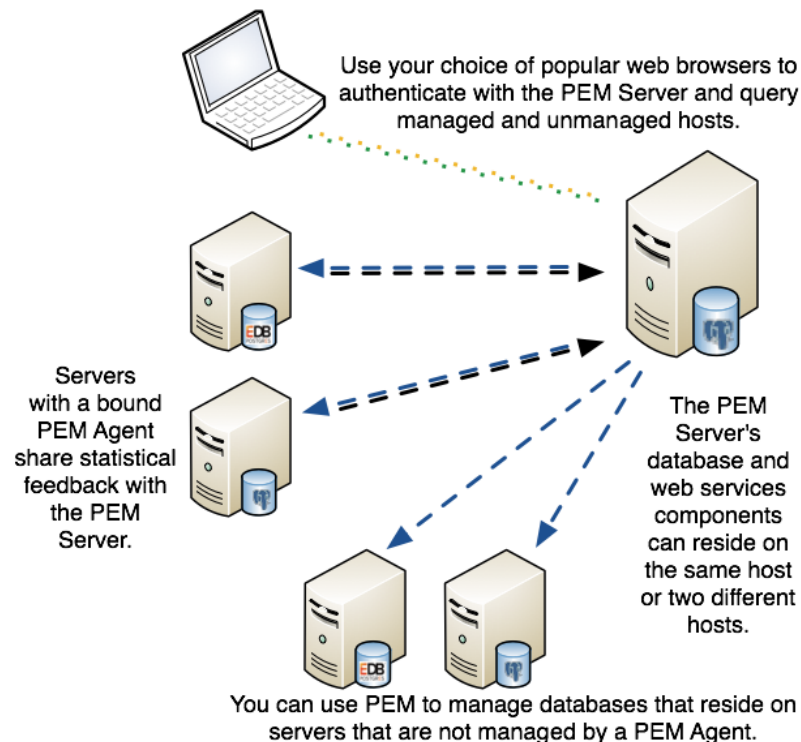 Use your choice of popular web browsers to
authenticate with the PEM Server and query
managed and unmanaged hosts.
EDB
POSTGRES
Servers
with a bound
PEM Agent
share statistical
feedback with
the PEM
Server.
The PEM
Server's
database and
web services
components
can reside on
the same host
or two different
hosts.
EDB
POSTGRES
You can use PEM to manage databases that reside on
servers that are not managed by a PEM Agent.